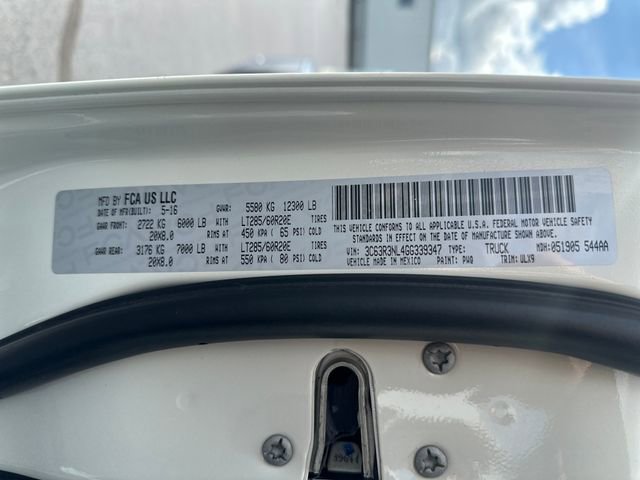 MFD BY FCA US LLC GVWR: 5580 KG 12300 LB
DATE OF MFR(BUILT): 5-16
GAWR FRONT: 2722 KG 6000 LB WITH LT285/60R20E TIRES
20X8.0 RIMS AT 450 KPA( 65 PSI) COLD
GAWR REAR: 3176 KG 7000 LB WITH LT285/60R20E TIRES
20X8.0 RIMS AT 550 KPA( 80 PSI) COLD
THIS VEHICLE CONFORMS TO ALL APPLICABLE U.S.A. FEDERAL MOTOR VEHICLE SAFETY
STANDARDS IN EFFECT ON THE DATE OF MANUFACTURE SHOWN ABOVE.
VIN: 3C63R3NL4GG339347 TYPE: TRUCK MDH: 051905 544AA
VEHICLE MADE IN MEXICO PAINT: PW7 TRIM: ULX9